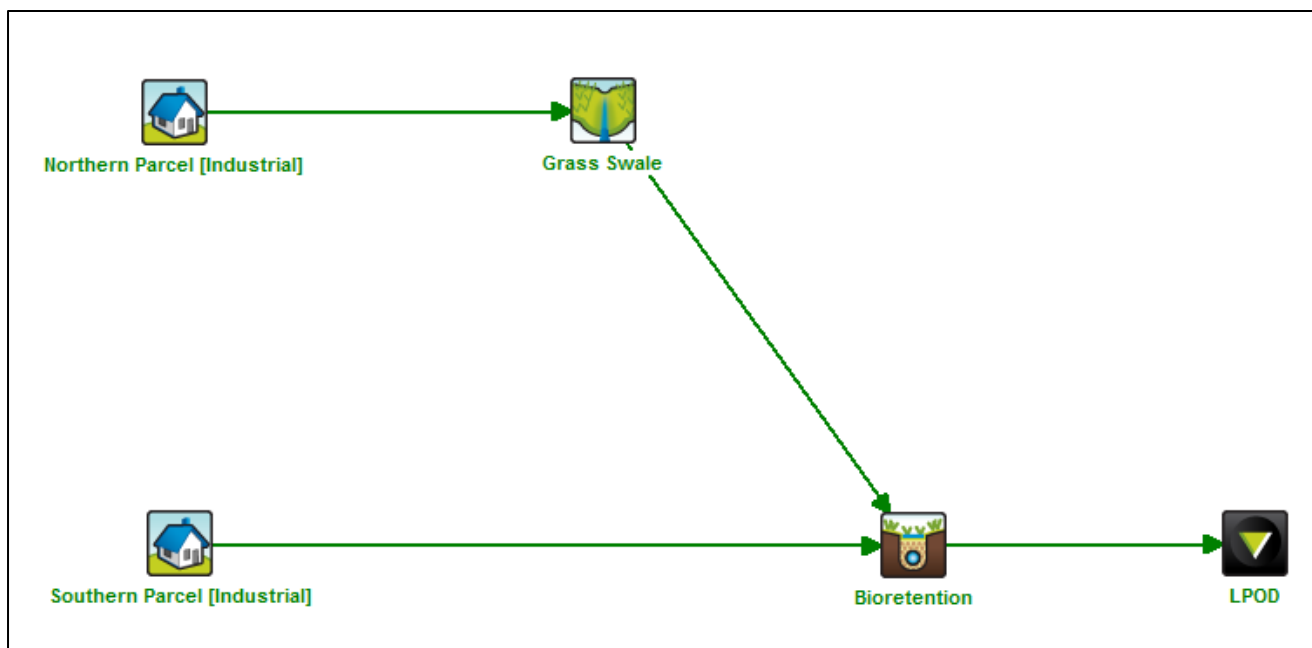 Northern Parcel [Industrial]
Grass Swale
Southern Parcel [Industrial]
Bioretention
LPOD